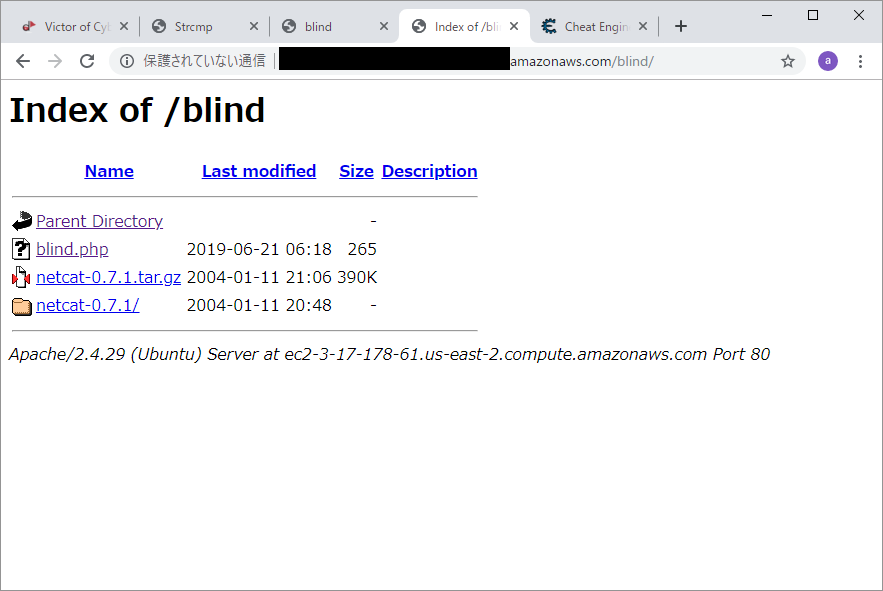 Victor of Cyb
Strcmp
blind
Index of /blin
Cheat Engin
保護されていない通信 amazonaws.com/blind/
a
Index of /blind
Name Last modified Size Description
Parent Directory -
blind.php 2019-06-21 06:18 265
netcat-0.7.1.tar.gz 2004-01-11 21:06 390K
netcat-0.7.1/ 2004-01-11 20:48 -
Apache/2.4.29 (Ubuntu) Server at ec2-3-17-178-61.us-east-2.compute.amazonaws.com Port 80